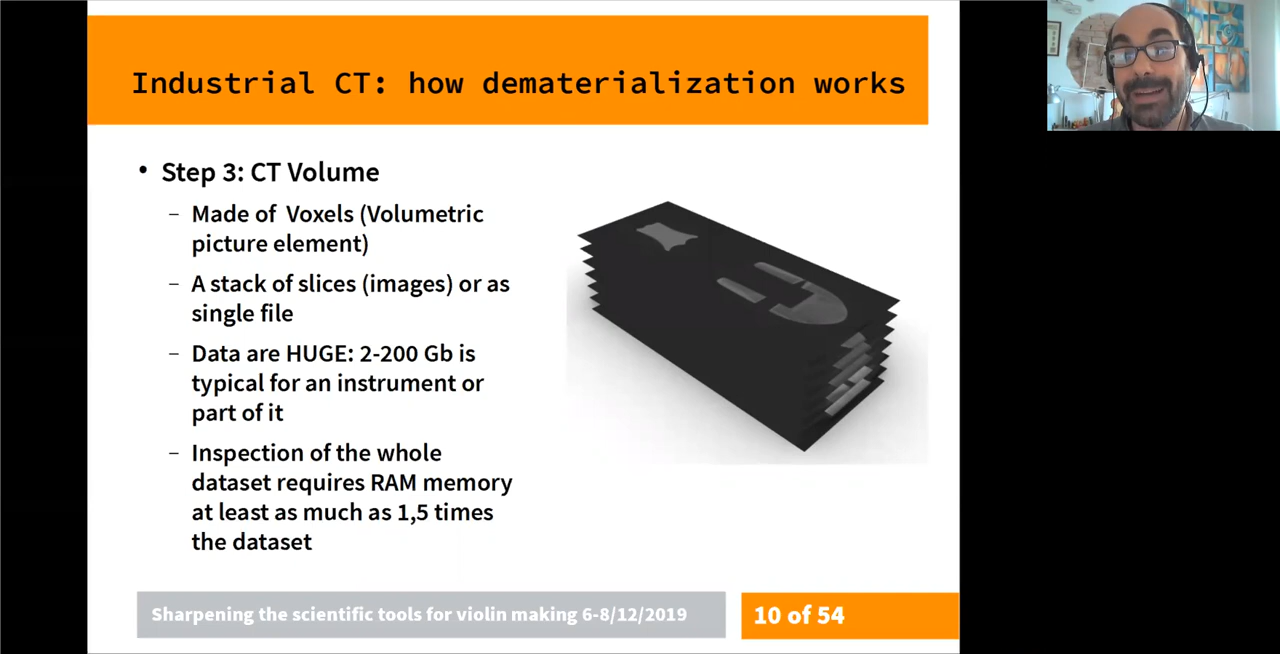 Industrial CT: how dematerialization works
• Step 3: CT Volume
– Made of Voxels (Volumetric
picture element)
– A stack of slices (images) or as
single file
– Data are HUGE: 2-200 Gb is
typical for an instrument or
part of it
– Inspection of the whole
dataset requires RAM memory
at least as much as 1,5 times
the dataset
Sharpening the scientific tools for violin making 6-8/12/2019
10 of 54